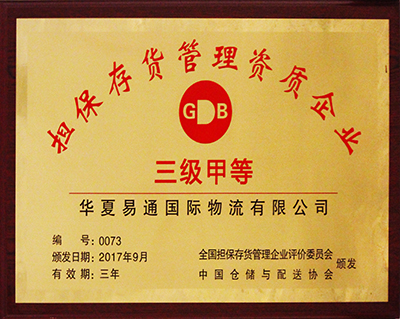 担保存货管理资质企业
GDB
三级甲等
华夏易通国际物流有限公司
编 号：0073
颁发日期：2017年9月
有 效 期：三年
全国担保存货管理企业评价委员会
中国仓储与配送协会
颁发